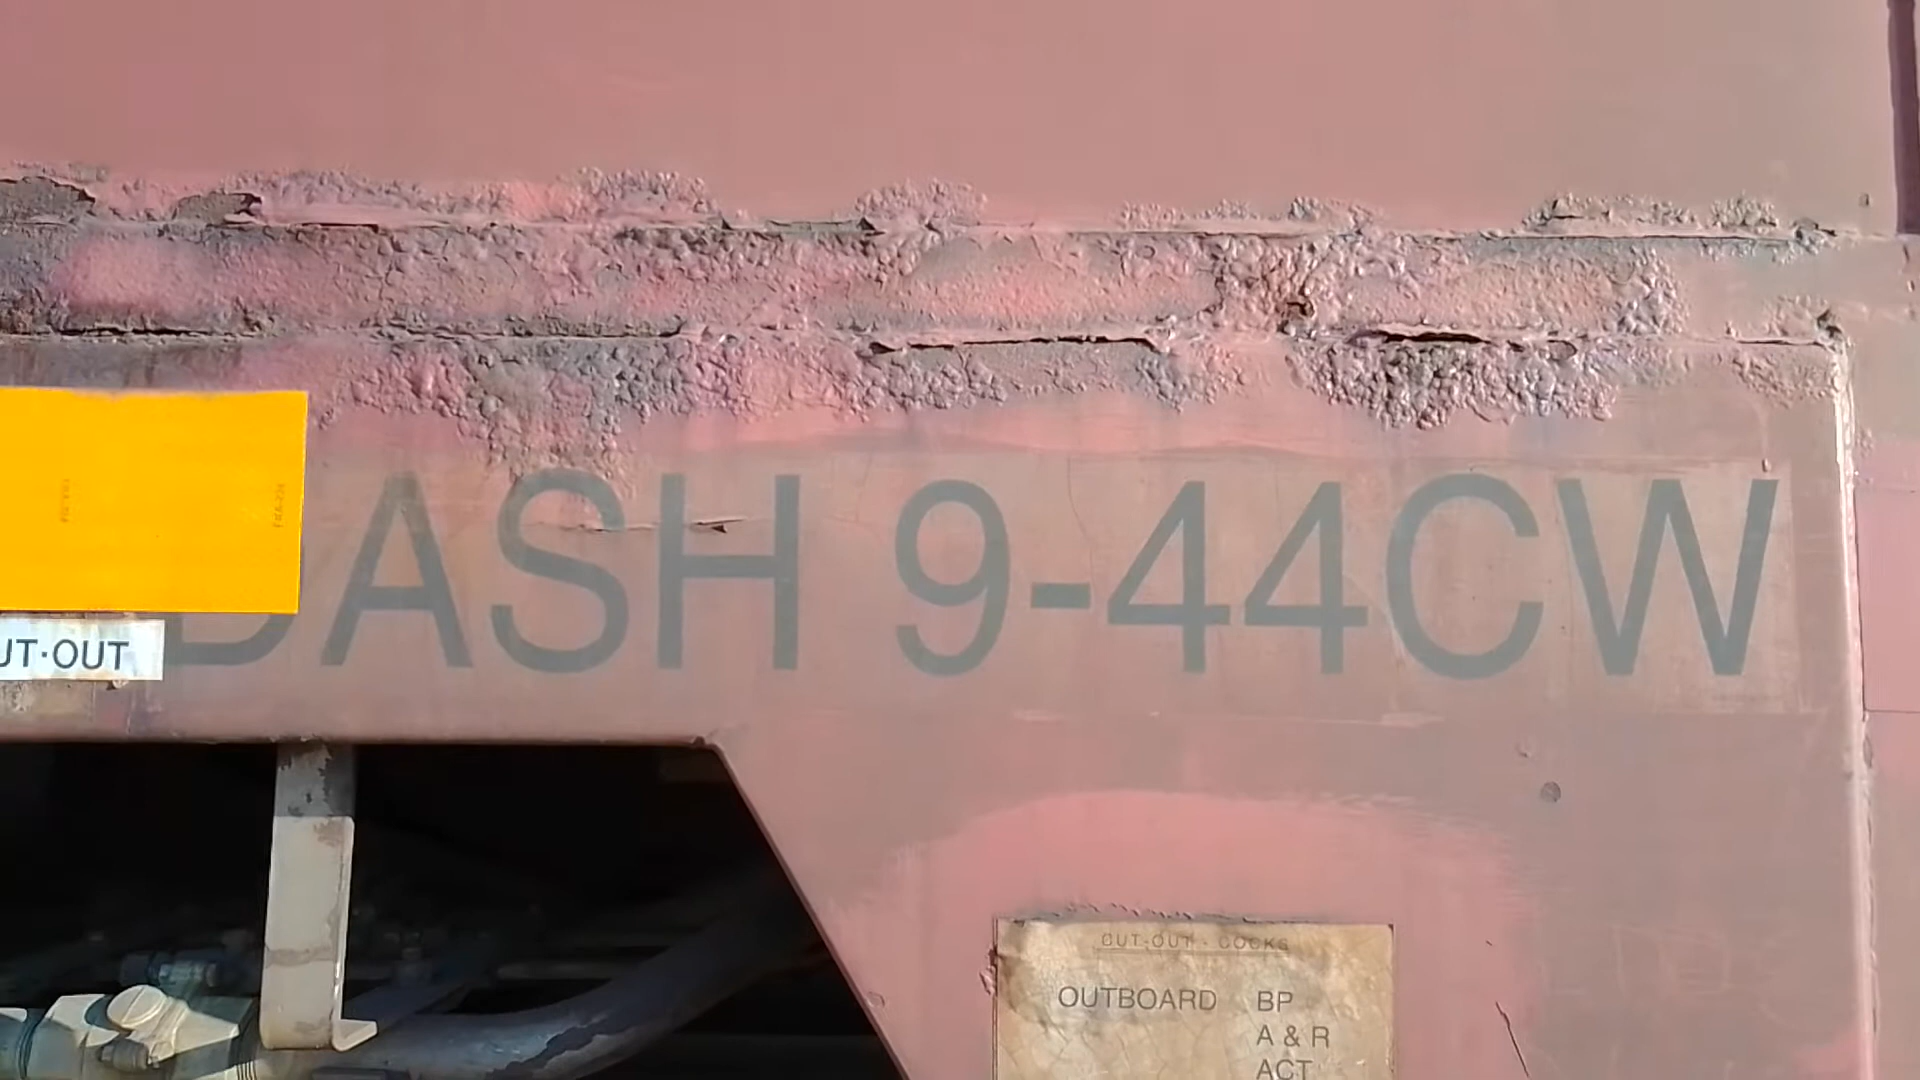 DASH 9-44CW
UT·OUT
CUT-OUT - COCKS
OUTBOARD BP
A & R
ACT